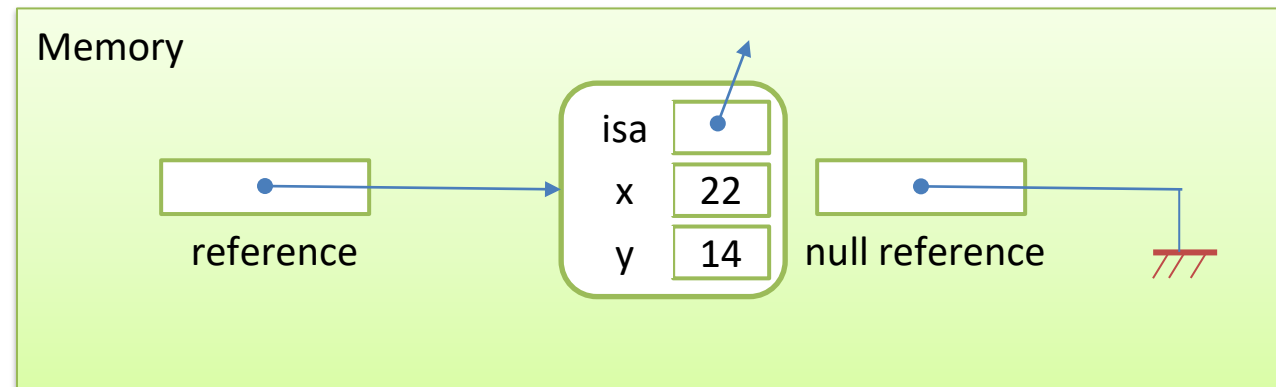 Memory
isa
x 22
y 14
reference
null reference